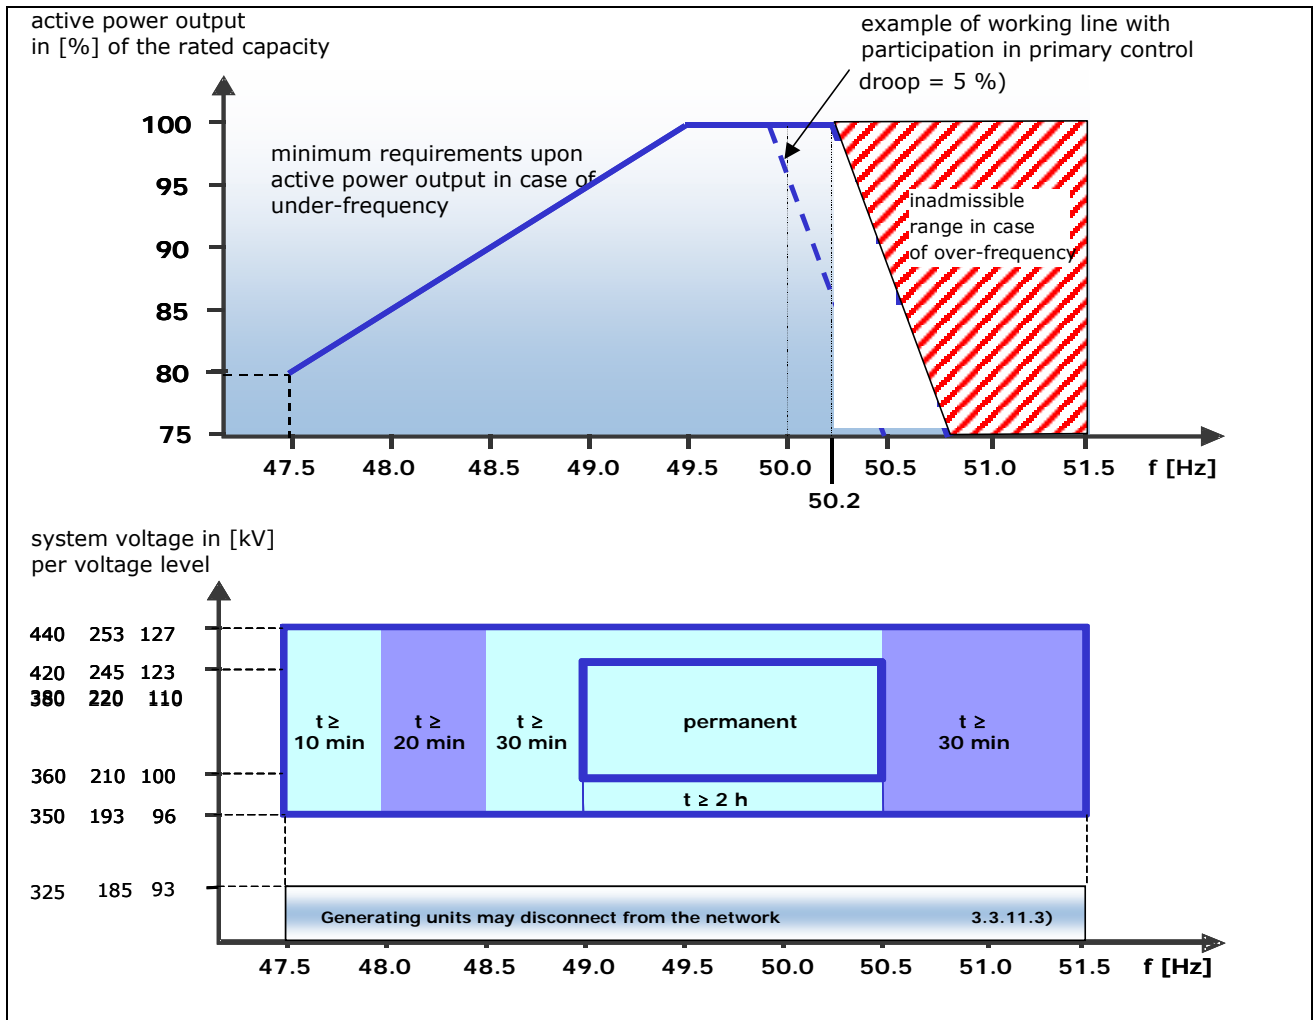 active power output
in [%] of the rated capacity
example of working line with
participation in primary control
droop = 5 %)
100
95
90
85
80
75
minimum requirements upon
active power output in case of
under-frequency
inadmissible
range in case
of over-frequency
47.5 48.0 48.5 49.0 49.5 50.0 50.5 51.0 51.5 f [Hz]
50.2
system voltage in [kV]
per voltage level
440 253 127
420 245 123
380 220 110
360 210 100
350 193 96
325 185 93
t ≥
10 min
t ≥
20 min
t ≥
30 min
permanent
t ≥ 2 h
t ≥
30 min
Generating units may disconnect from the network 3.3.11.3)
47.5 48.0 48.5 49.0 49.5 50.0 50.5 51.0 51.5 f [Hz]